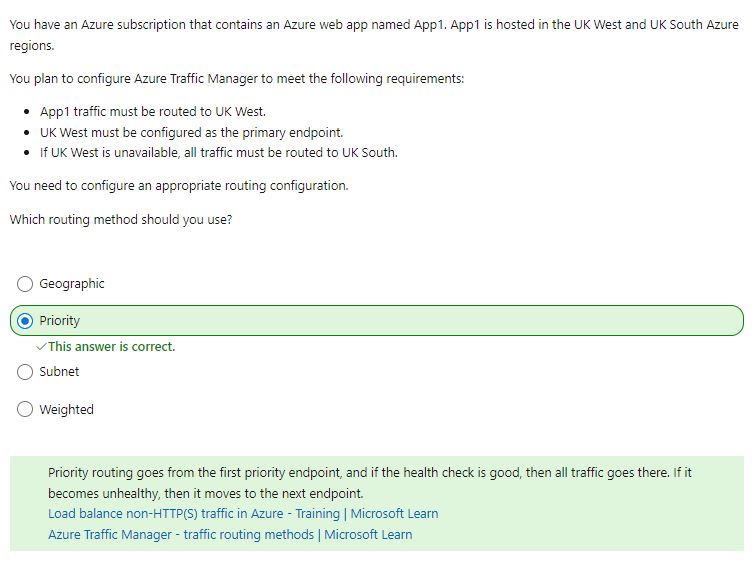 You have an Azure subscription that contains an Azure web app named App1. App1 is hosted in the UK West and UK South Azure
regions.
You plan to configure Azure Traffic Manager to meet the following requirements:
• App1 traffic must be routed to UK West.
• UK West must be configured as the primary endpoint.
• If UK West is unavailable, all traffic must be routed to UK South.
You need to configure an appropriate routing configuration.
Which routing method should you use?
Geographic
Priority
✓This answer is correct.
Subnet
Weighted
Priority routing goes from the first priority endpoint, and if the health check is good, then all traffic goes there. If it
becomes unhealthy, then it moves to the next endpoint.
Load balance non-HTTP(S) traffic in Azure - Training | Microsoft Learn
Azure Traffic Manager - traffic routing methods | Microsoft Learn